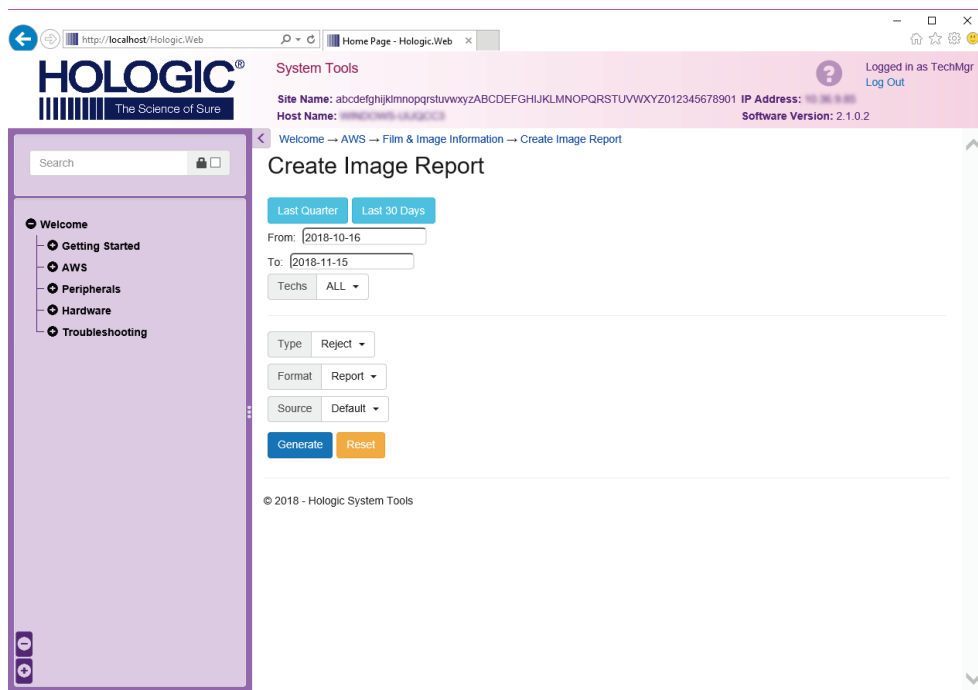 http://localhost/Hologic.Web
Home Page - Hologic.Web
HOLOGIC®
The Science of Sure
System Tools
Logged in as TechMgr
Log Out
Site Name: abcdefghijklmnopqrstuvwxyzABCDEFGHIJKLMNOPQRSTUVWXYZ012345678901 IP Address:
Host Name:
Software Version: 2.1.0.2
Search
Welcome → AWS → Film & Image Information → Create Image Report
Create Image Report
Welcome
Getting Started
AWS
Peripherals
Hardware
Troubleshooting
Last Quarter Last 30 Days
From: 2018-10-16
To: 2018-11-15
Techs ALL
Type Reject
Format Report
Source Default
Generate Reset
© 2018 - Hologic System Tools